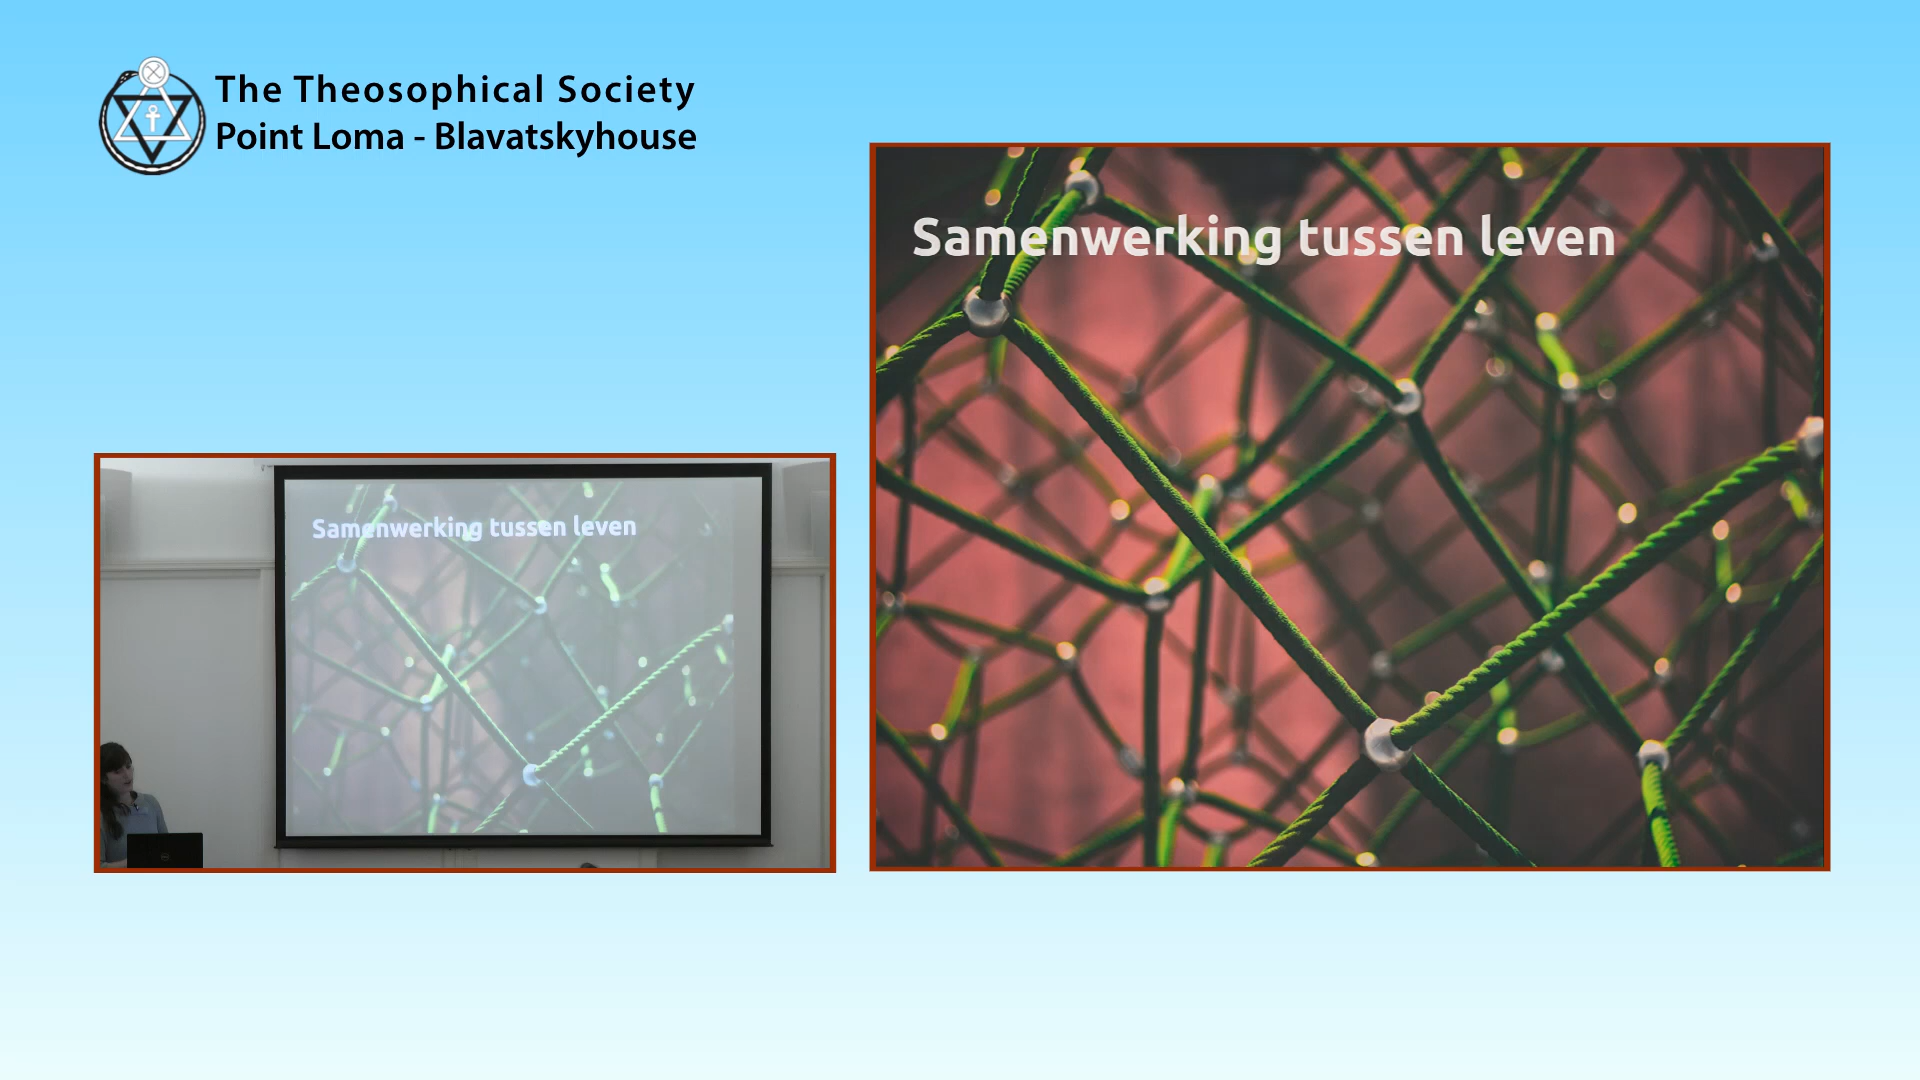 The Theosophical Society
Point Loma - Blavatskyhouse
Samenwerking tussen leven
Samenwerking tussen leven